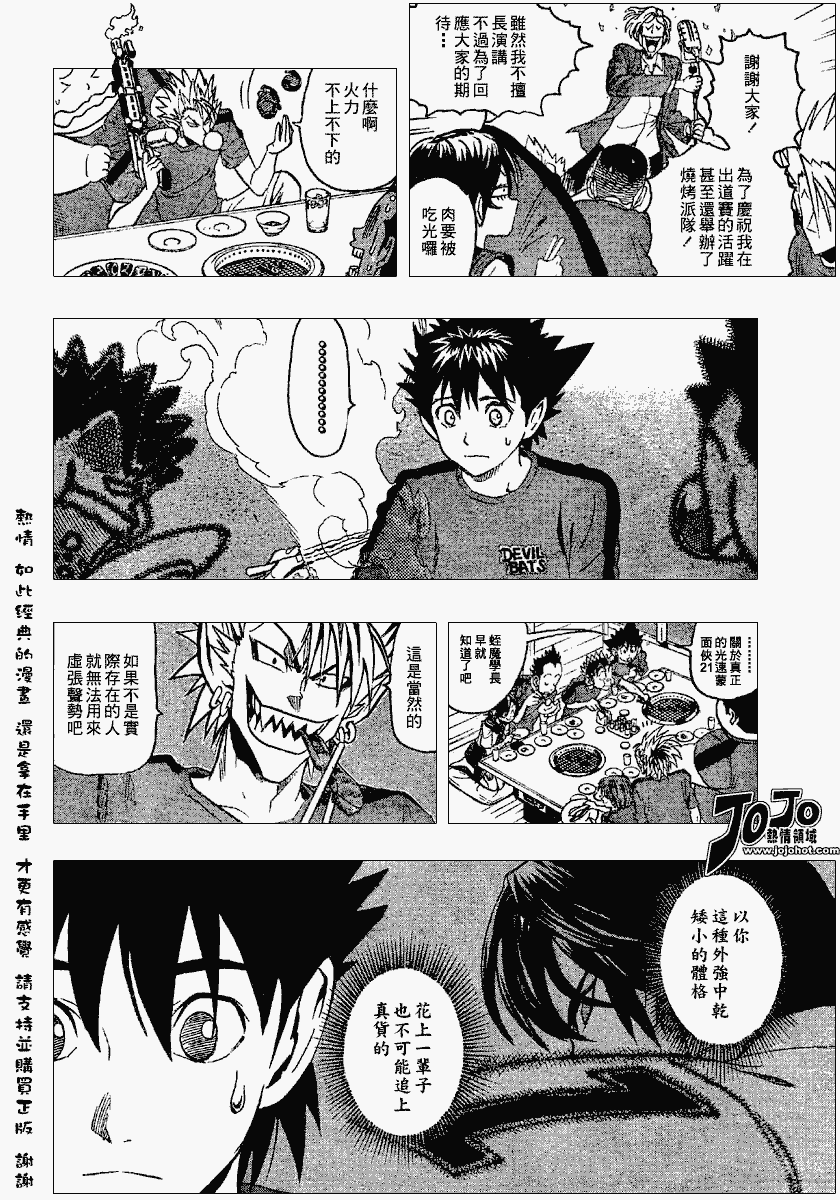 謝謝大家！
雖然我不擅
長演講
不過為了回
應大家的期
待…
為了慶祝我在
出道賽的活躍
甚至還舉辦了
燒烤派隊！
肉要被
吃光囉
什麼啊
火力
不上不下的
…………
DEVIL
BATS
………
關於真正
的光速蒙
面俠21
蛭魔學長
早就
知道了吧
這是當然的
如果不是實
際存在的人
就無法用來
虛張聲勢吧
以你
這種外強中乾
矮小的體格
花上一輩子
也不可能追上
真貨的
JOJO
熱情領域
www.jojohot.com
熱情 如此經典的漫畫 還是拿在手里 才更有感覺 請支持並購買正版 謝謝